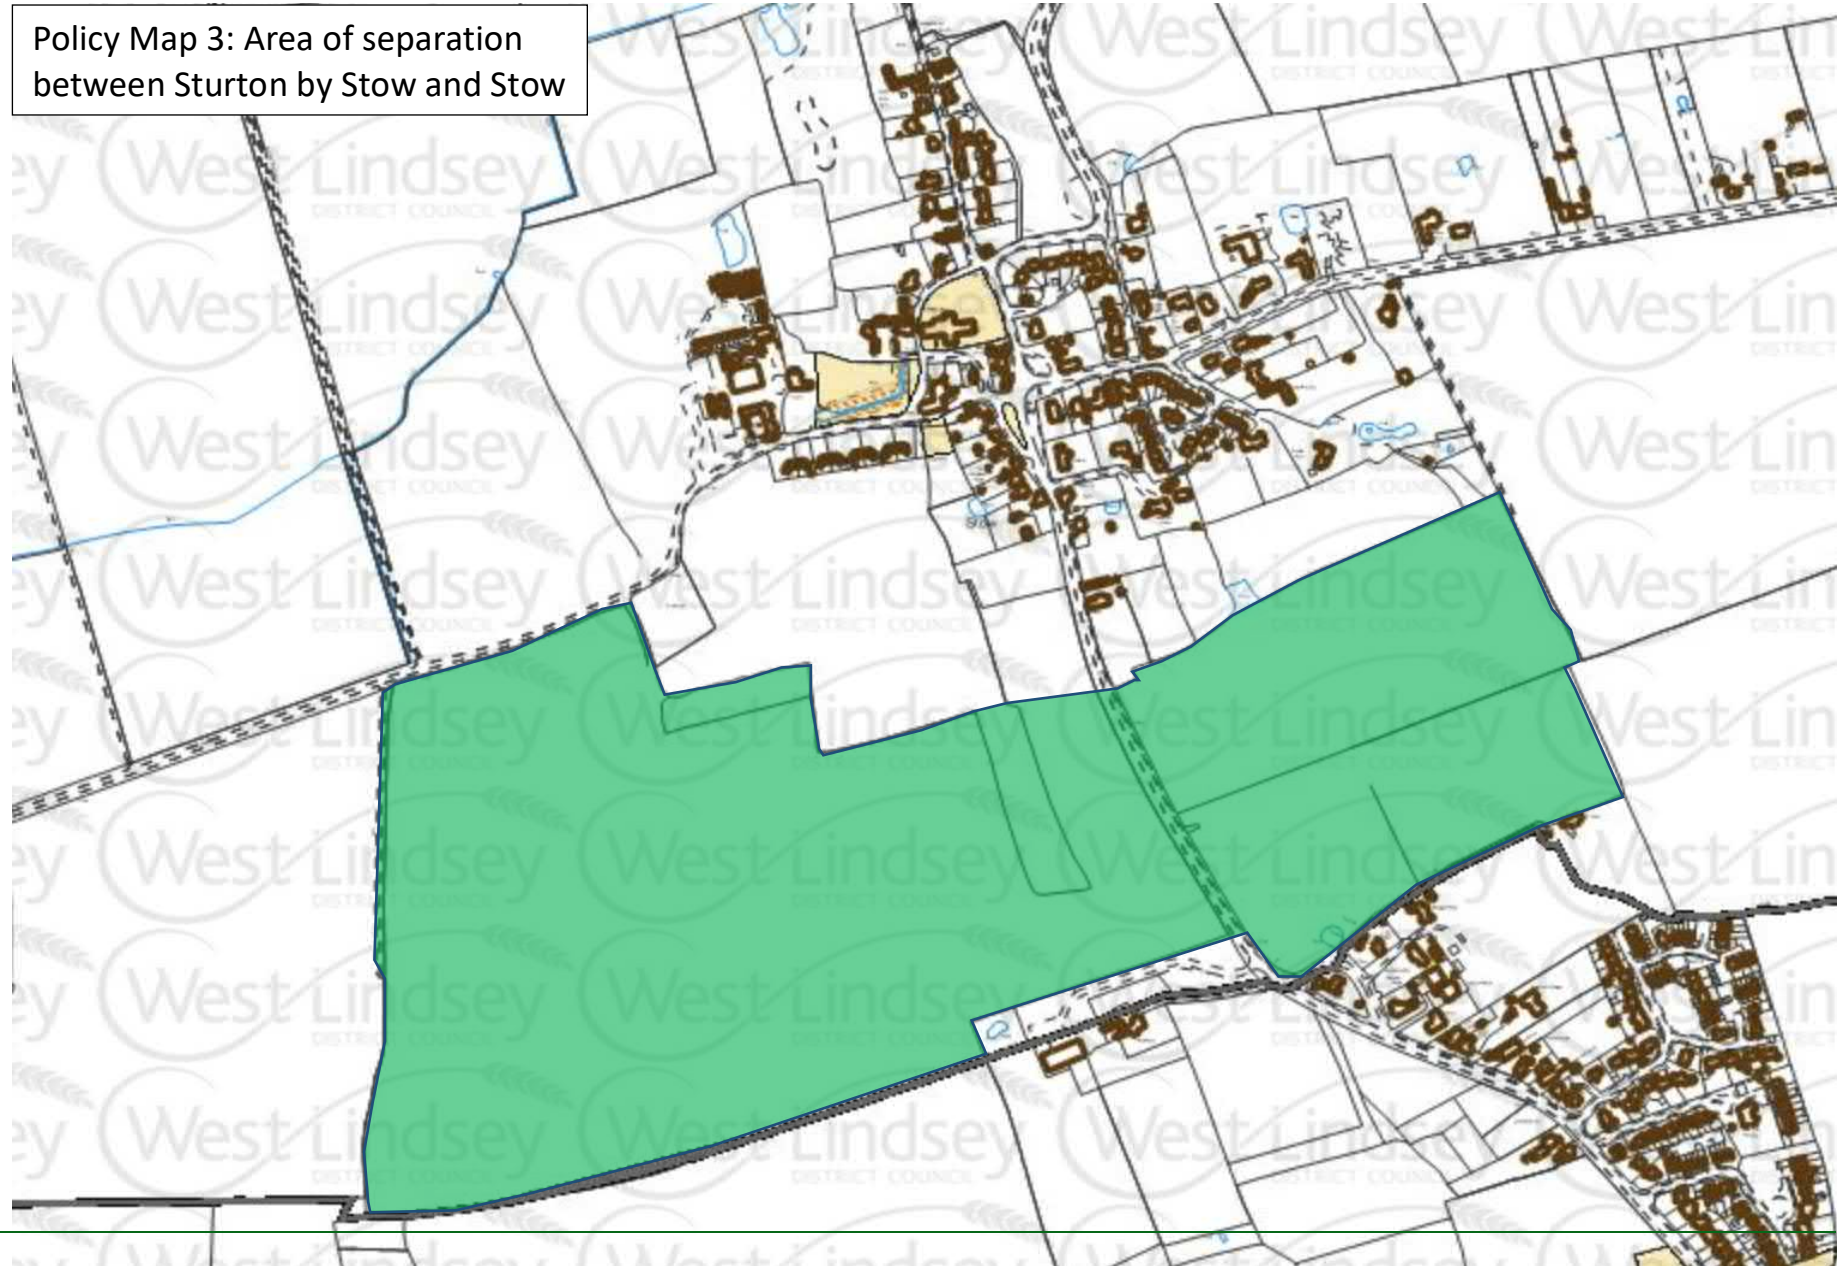 Policy Map 3: Area of separation
between Sturton by Stow and Stow
West Lindsey
DISTRICT COUNCIL